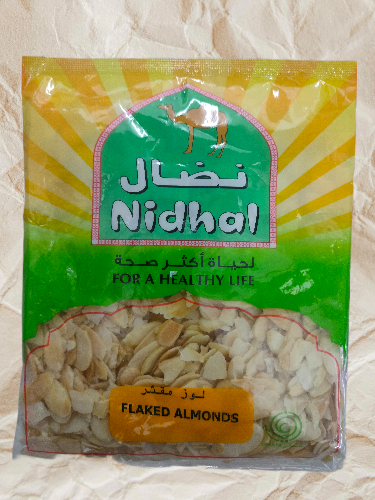 نضال
Nidhal
لحياة أكثر صحة
FOR A HEALTHY LIFE
لوز مقشر
FLAKED ALMONDS